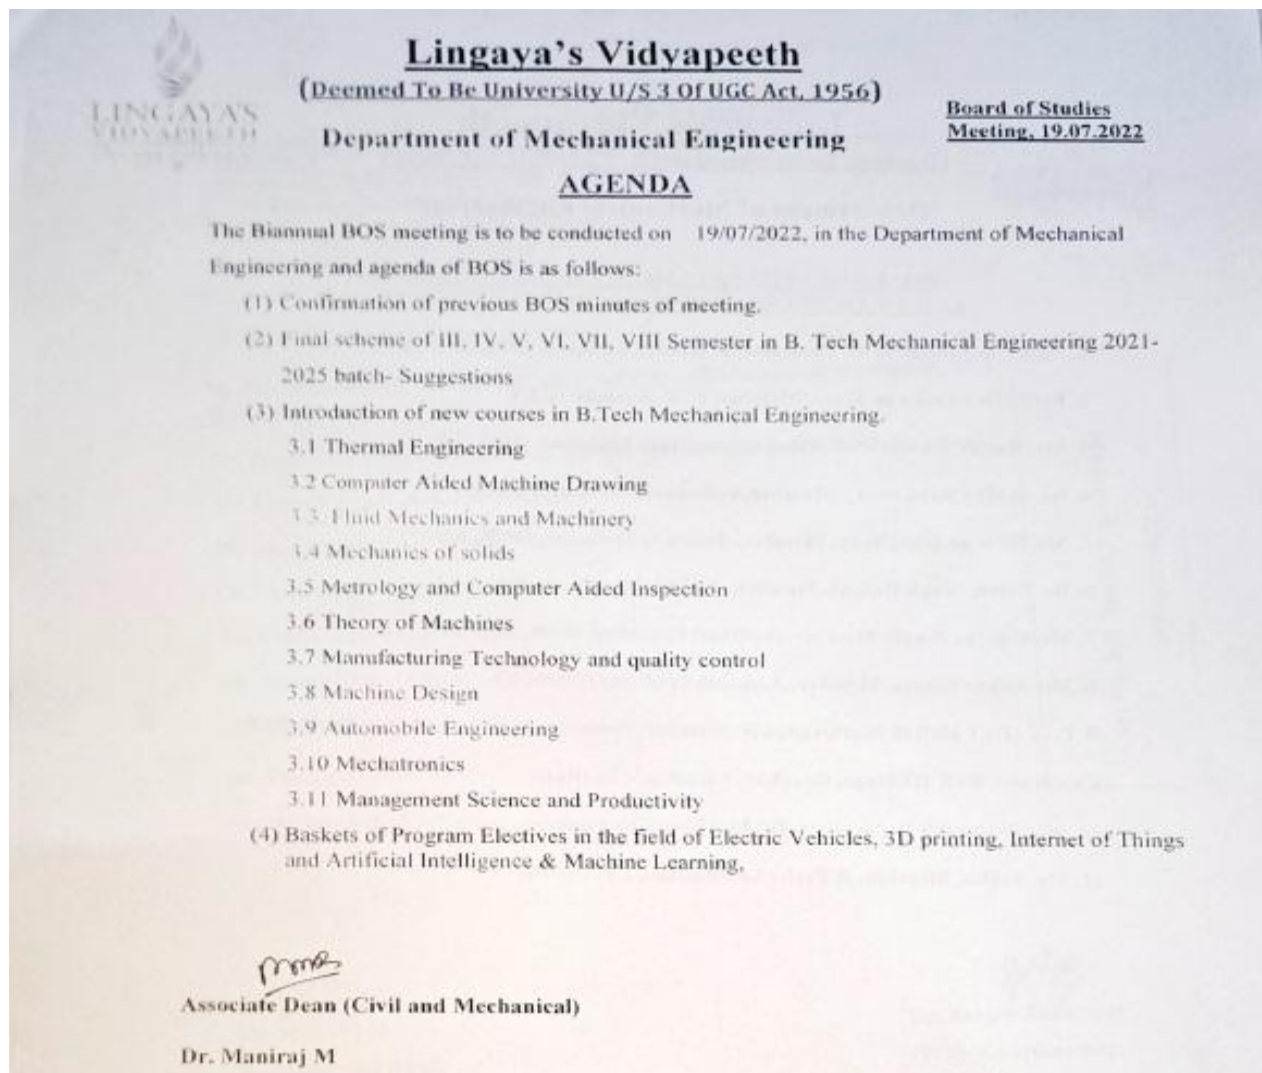 LINGAYA'S
VIDYAPEETH
Lingaya's Vidyapeeth
(Deemed To Be University U/S 3 Of UGC Act, 1956)
Board of Studies
Meeting, 19.07.2022
Department of Mechanical Engineering
AGENDA
The Biannual BOS meeting is to be conducted on 19/07/2022, in the Department of Mechanical
Engineering and agenda of BOS is as follows:
(1) Confirmation of previous BOS minutes of meeting.
(2) Final scheme of III, IV, V, VI, VII, VIII Semester in B. Tech Mechanical Engineering 2021-
2025 batch- Suggestions
(3) Introduction of new courses in B.Tech Mechanical Engineering.
3.1 Thermal Engineering
3.2 Computer Aided Machine Drawing
3.3. Fluid Mechanics and Machinery
3.4 Mechanics of solids
3.5 Metrology and Computer Aided Inspection
3.6 Theory of Machines
3.7 Manufacturing Technology and quality control
3.8 Machine Design
3.9 Automobile Engineering
3.10 Mechatronics
3.11 Management Science and Productivity
(4) Baskets of Program Electives in the field of Electric Vehicles, 3D printing, Internet of Things
and Artificial Intelligence & Machine Learning.
Associate Dean (Civil and Mechanical)
Dr. Maniraj M